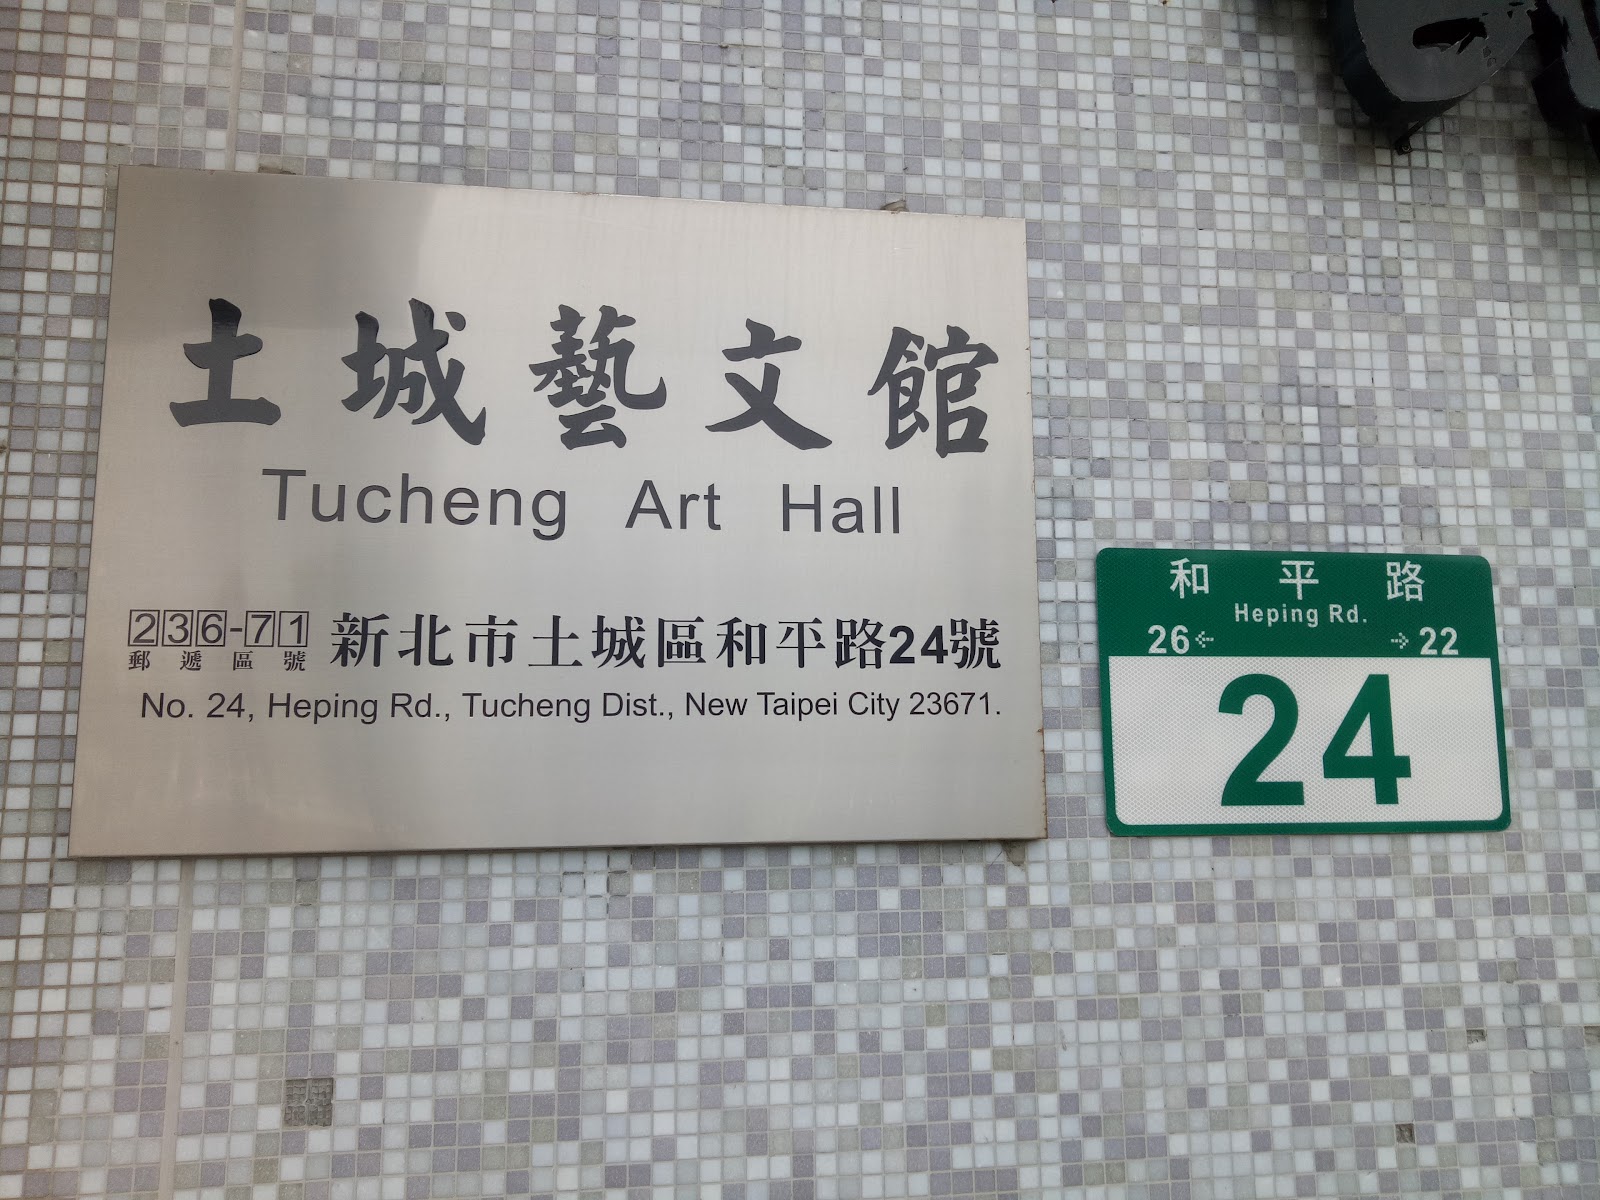 土城藝文館
Tucheng Art Hall
236-71 新北市土城區和平路24號
郵遞區號
No. 24, Heping Rd., Tucheng Dist., New Taipei City 23671.
和平路
Heping Rd.
26← →22
24